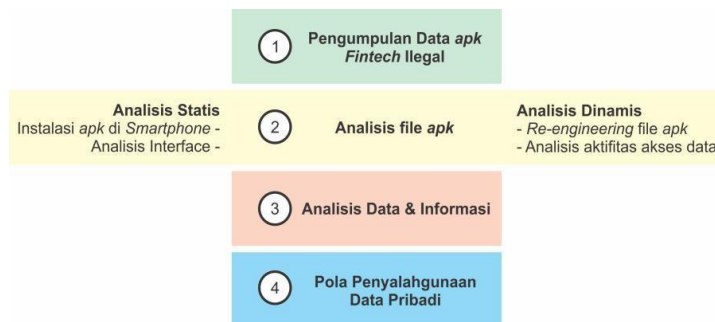 1
Pengumpulan Data apk
Fintech Ilegal
Analisis Statis
Instalasi apk di Smartphone -
Analisis Interface -
2
Analisis file apk
Analisis Dinamis
- Re-engineering file apk
- Analisis aktifitas akses data
3
Analisis Data & Informasi
4
Pola Penyalahgunaan
Data Pribadi